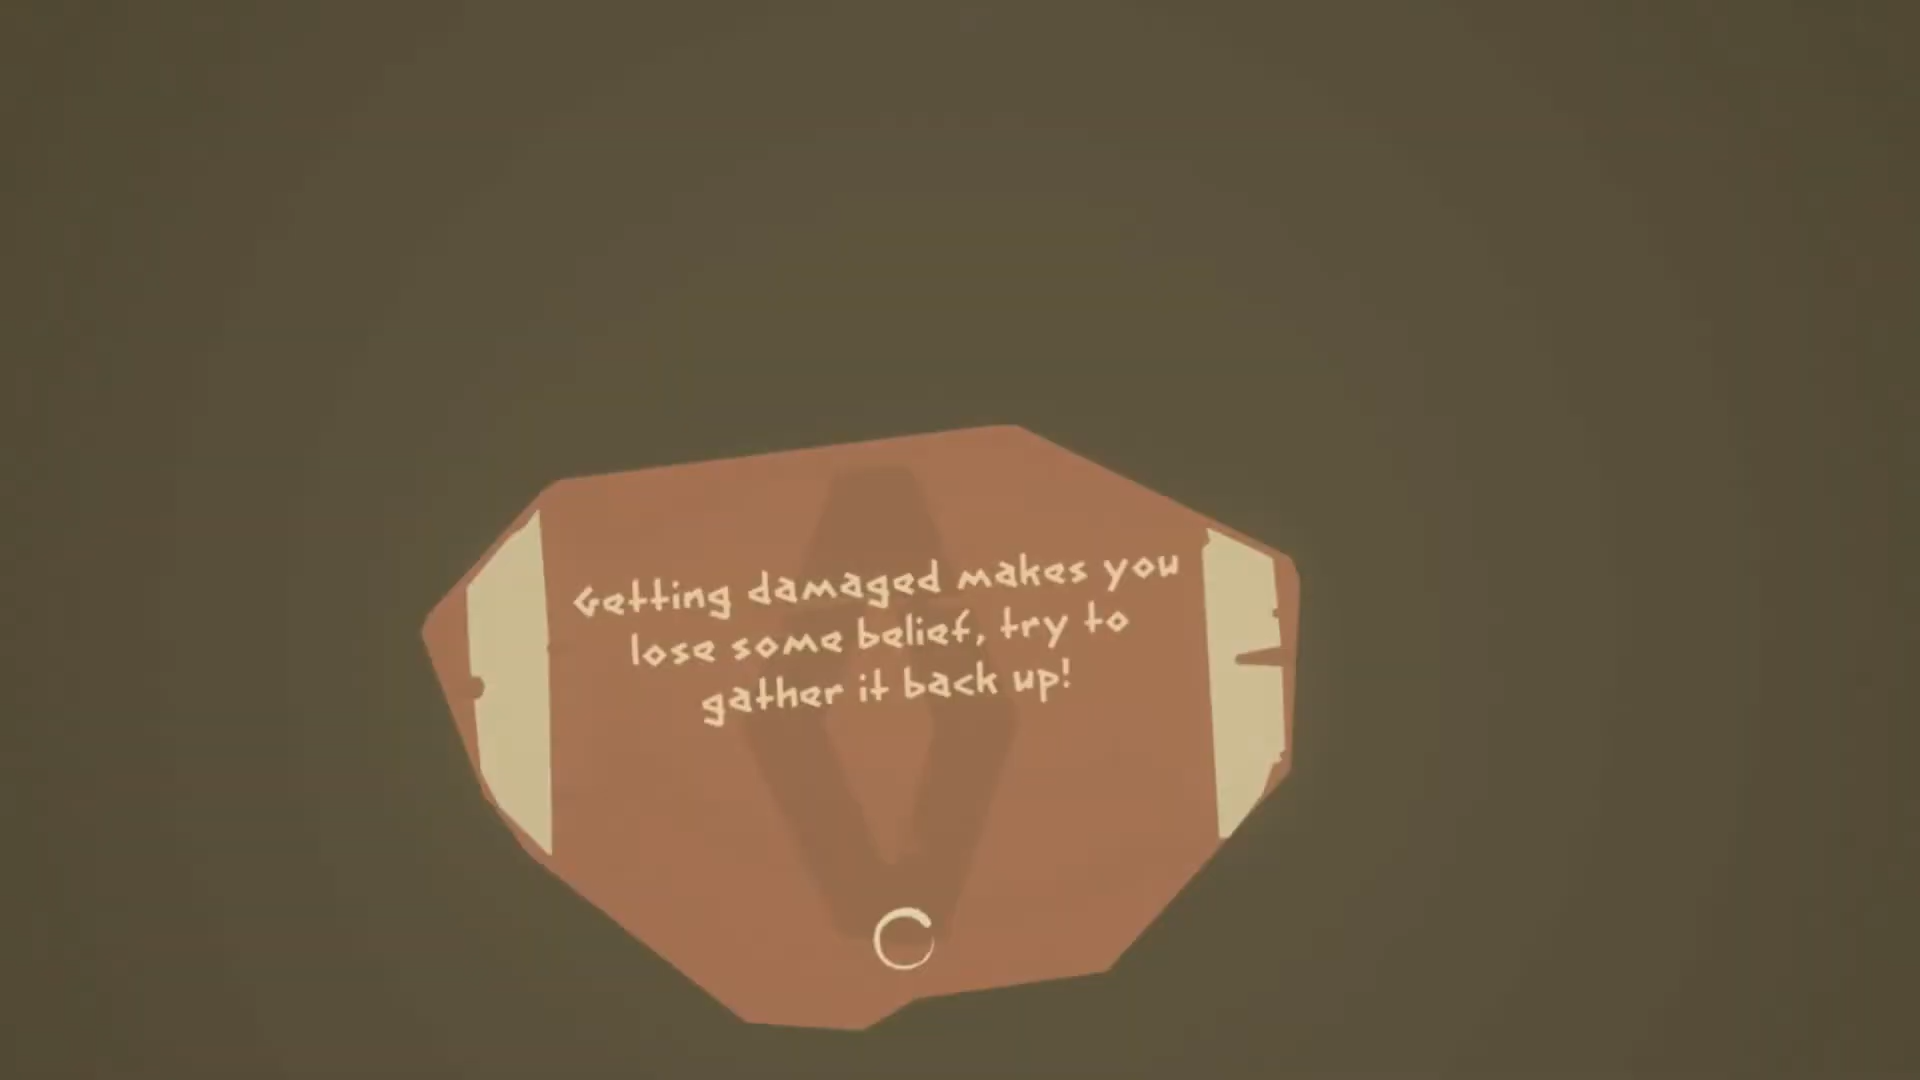 Getting damaged makes you
lose some belief, try to
gather it back up!